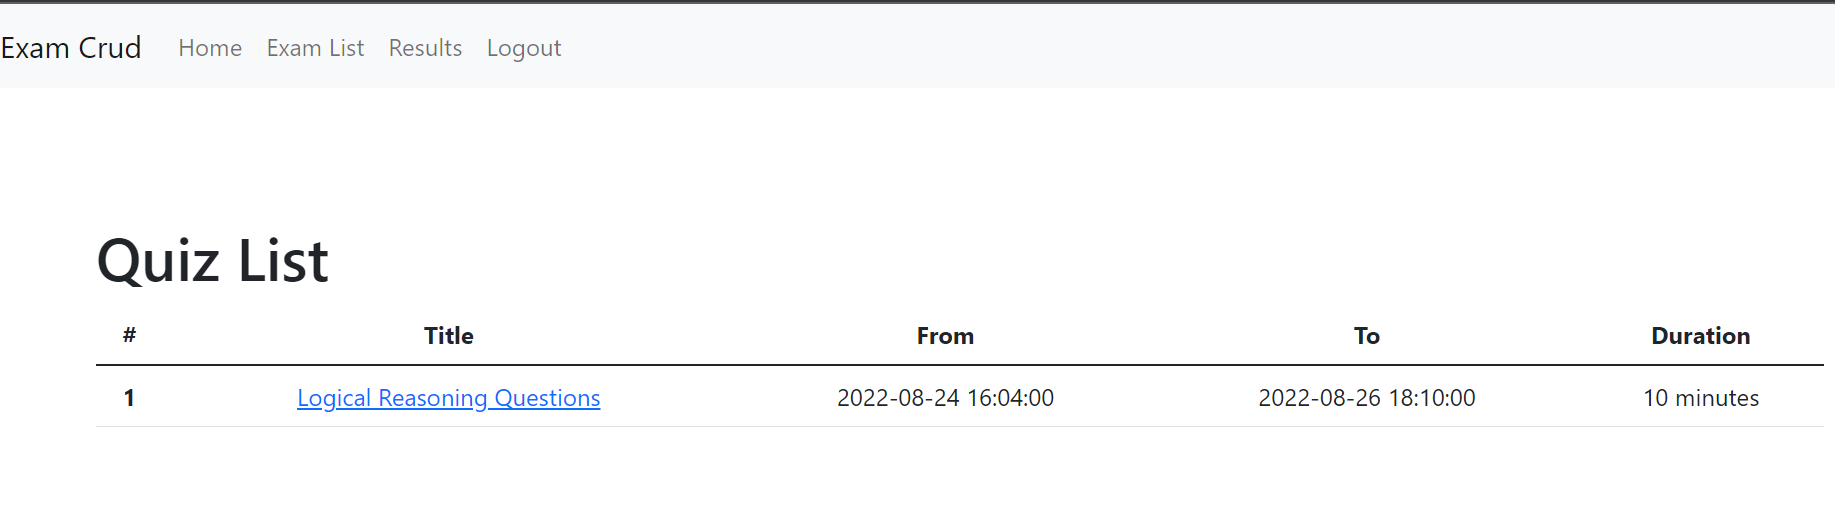 Exam Crud Home Exam List Results Logout
Quiz List
# Title From To Duration
1 Logical Reasoning Questions 2022-08-24 16:04:00 2022-08-26 18:10:00 10 minutes